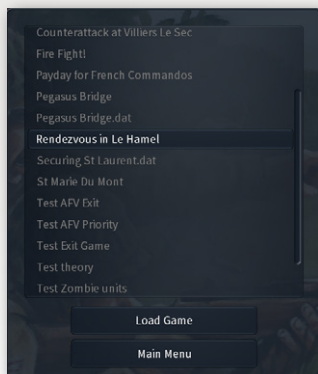 Counterattack at Villiers Le Sec
Fire Fight!
Payday for French Commandos
Pegasus Bridge
Pegasus Bridge.dat
Rendezvous in Le Hamel
Securing St Laurent.dat
St Marie Du Mont
Test AFV Exit
Test AFV Priority
Test Exit Game
Test theory
Test Zombie units
Load Game
Main Menu